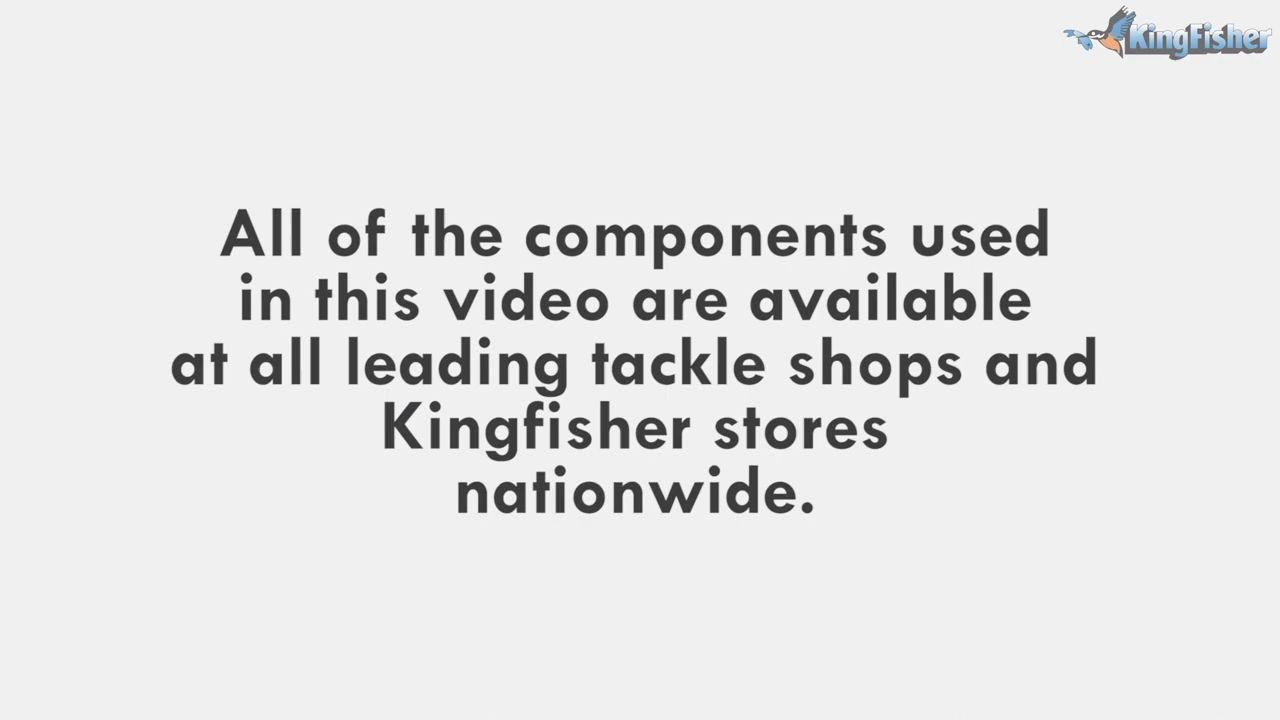 KingFisher
All of the components used
in this video are available
at all leading tackle shops and
Kingfisher stores
nationwide.